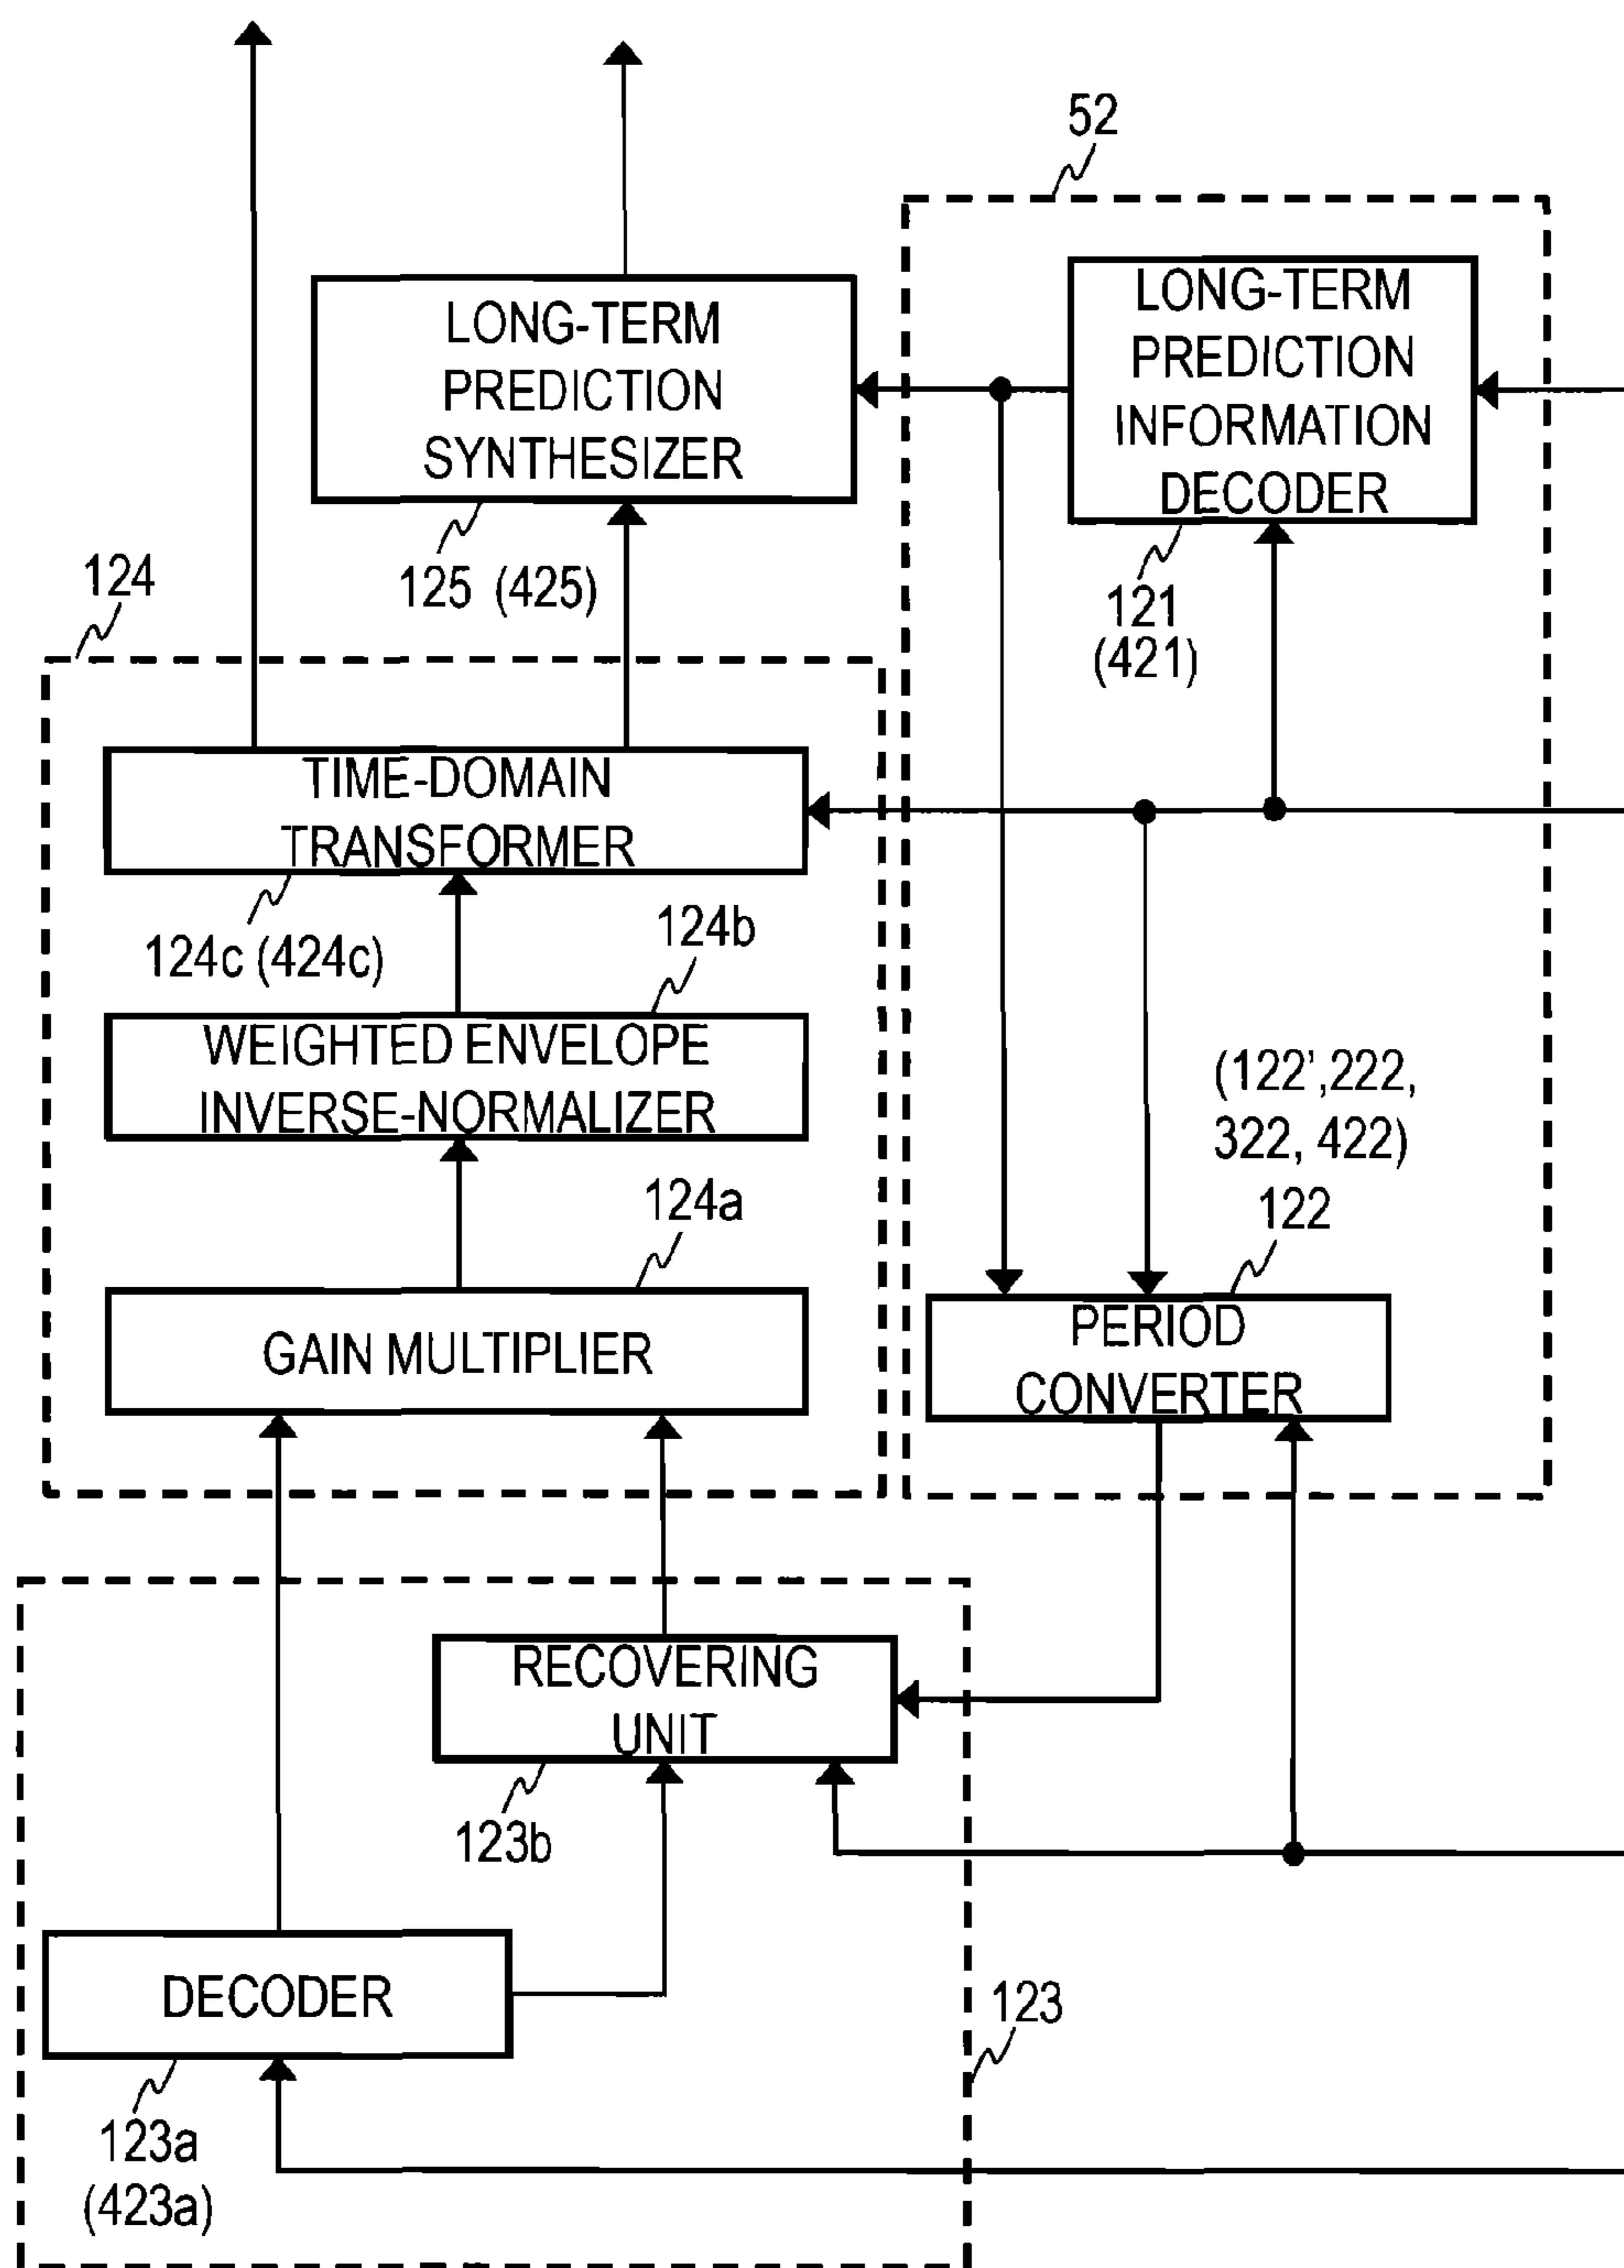 52
LONG-TERM
PREDICTION
SYNTHESIZER
125 (425)
LONG-TERM
PREDICTION
INFORMATION
DECODER
121
(421)
124
TIME-DOMAIN
TRANSFORMER
124c (424c)
124b
WEIGHTED ENVELOPE
INVERSE-NORMALIZER
(122',222,
322, 422)
122
124a
GAIN MULTIPLIER
PERIOD
CONVERTER
RECOVERING
UNIT
123b
DECODER
123
123a
(423a)